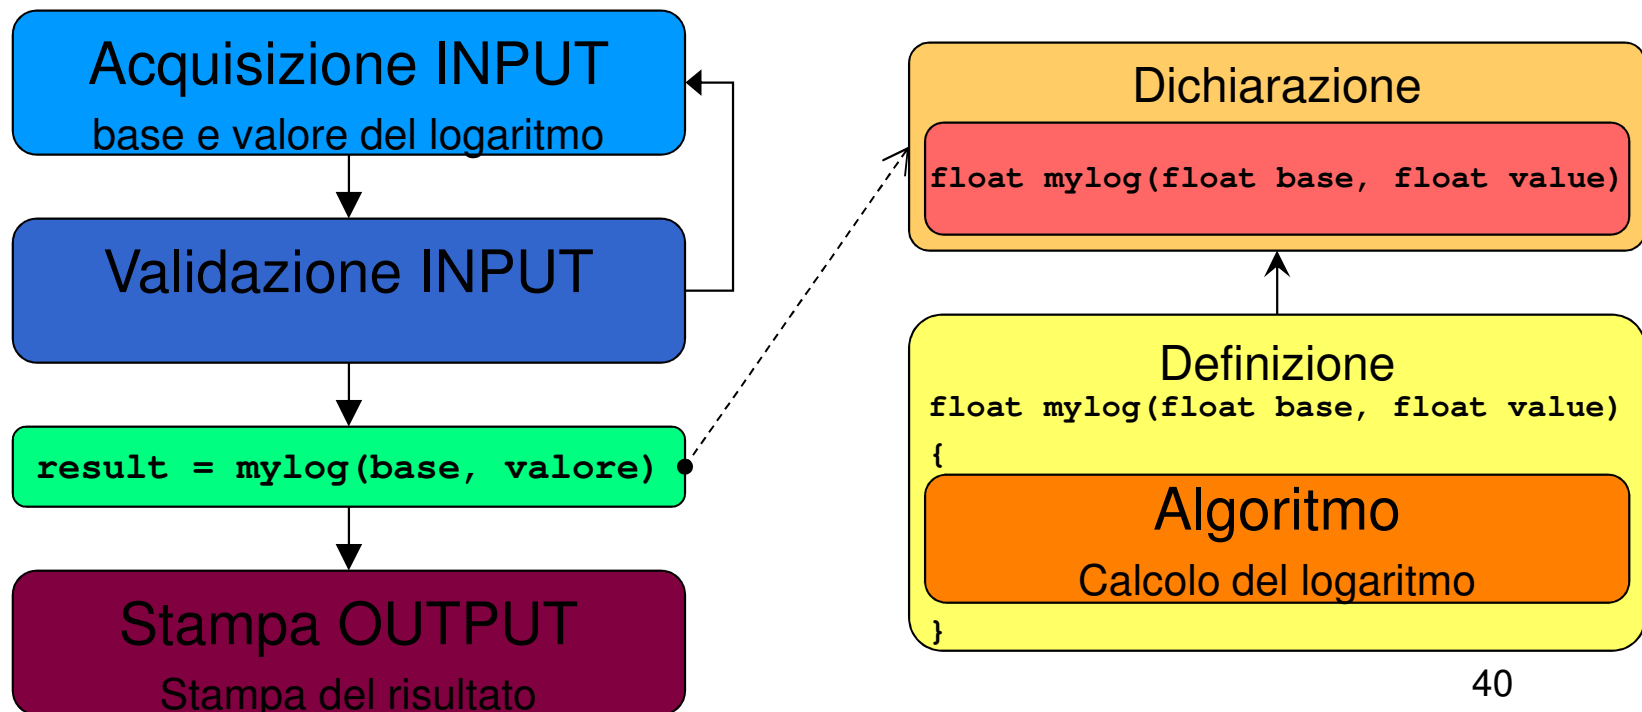 Acquisizione INPUT
base e valore del logaritmo
Validazione INPUT
result = mylog(base, valore)
Stampa OUTPUT
Stampa del risultato
Dichiarazione
float mylog(float base, float value)
Definizione
float mylog(float base, float value)
{
Algoritmo
Calcolo del logaritmo
}
40